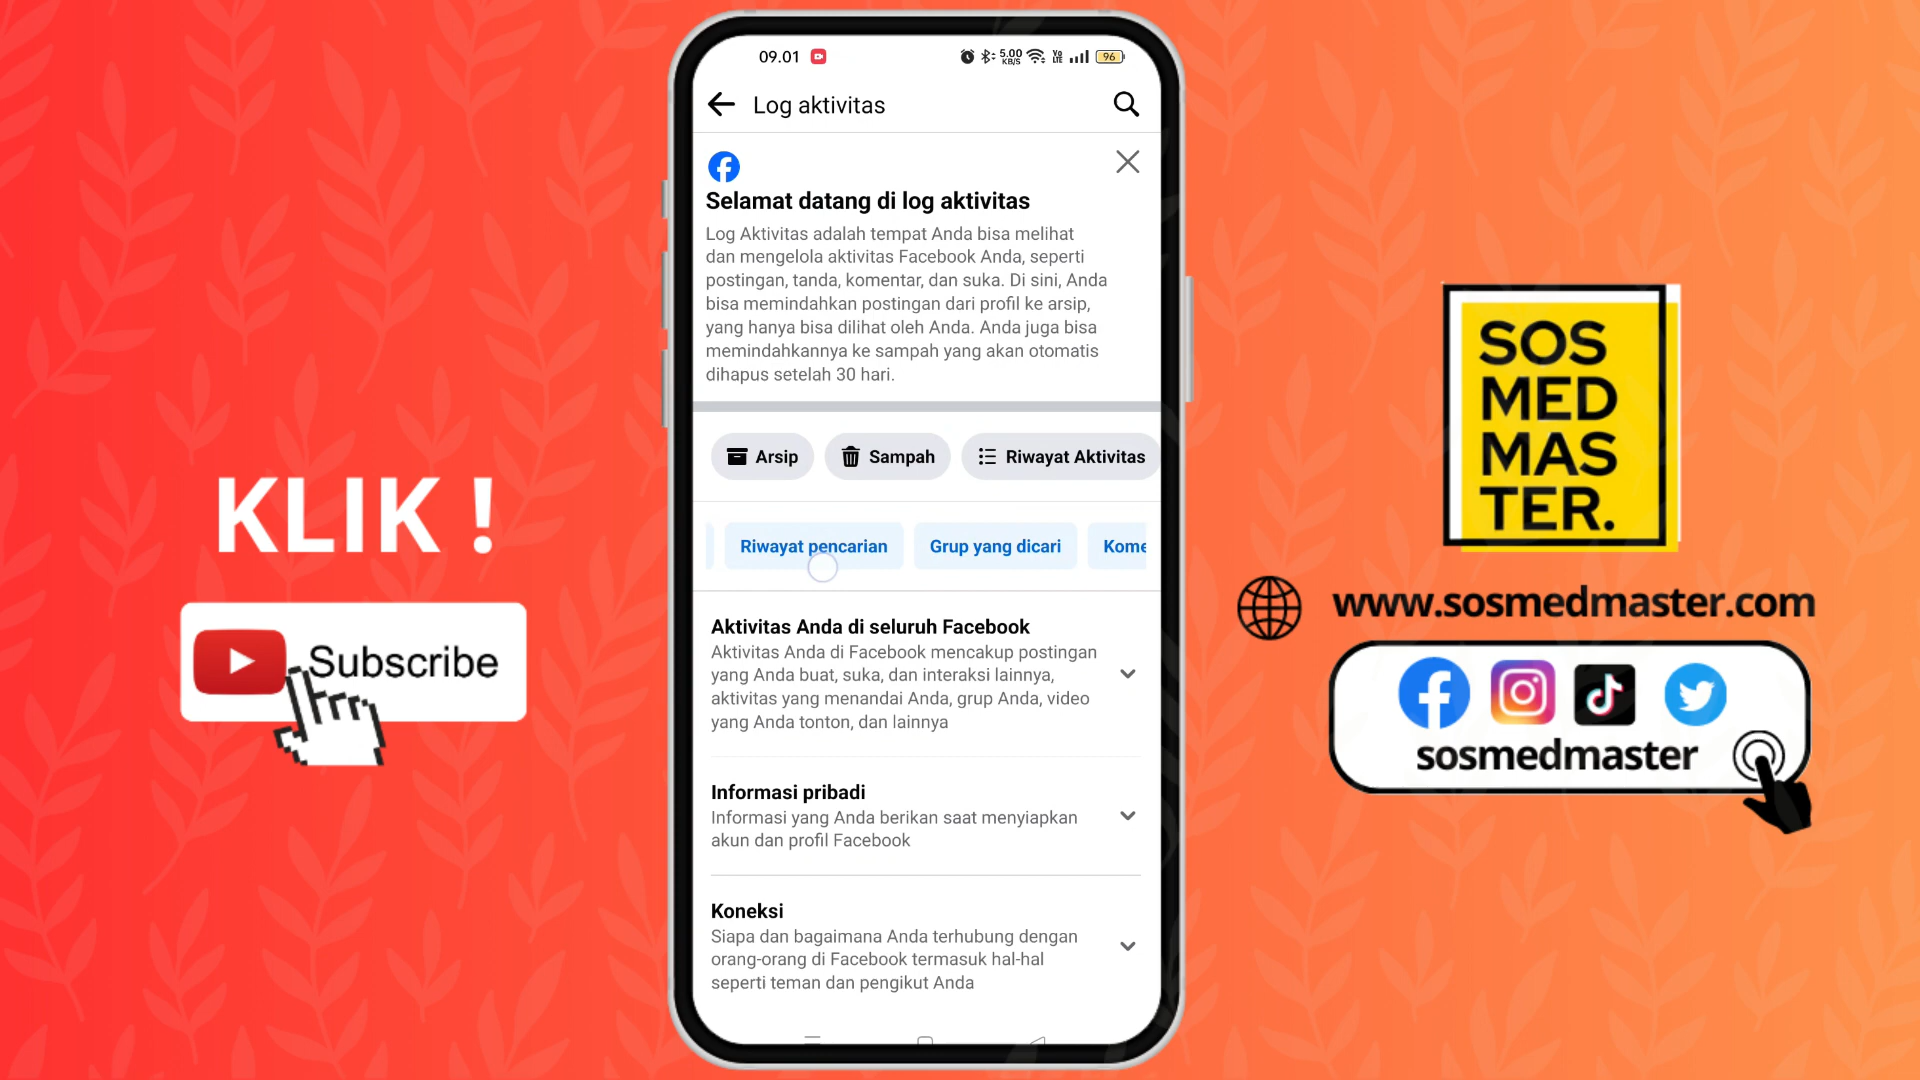 09.01
5.00
KB/S
Vo
LTE
96
Log aktivitas
Selamat datang di log aktivitas
Log Aktivitas adalah tempat Anda bisa melihat
dan mengelola aktivitas Facebook Anda, seperti
postingan, tanda, komentar, dan suka. Di sini, Anda
bisa memindahkan postingan dari profil ke arsip,
yang hanya bisa dilihat oleh Anda. Anda juga bisa
memindahkannya ke sampah yang akan otomatis
dihapus setelah 30 hari.
Arsip
Sampah
Riwayat Aktivitas
Riwayat pencarian
Grup yang dicari
Kome
Aktivitas Anda di seluruh Facebook
Aktivitas Anda di Facebook mencakup postingan
yang Anda buat, suka, dan interaksi lainnya,
aktivitas yang menandai Anda, grup Anda, video
yang Anda tonton, dan lainnya
Informasi pribadi
Informasi yang Anda berikan saat menyiapkan
akun dan profil Facebook
Koneksi
Siapa dan bagaimana Anda terhubung dengan
orang-orang di Facebook termasuk hal-hal
seperti teman dan pengikut Anda
KLIK !
Subscribe
SOS
MED
MAS
TER.
www.sosmedmaster.com
sosmedmaster